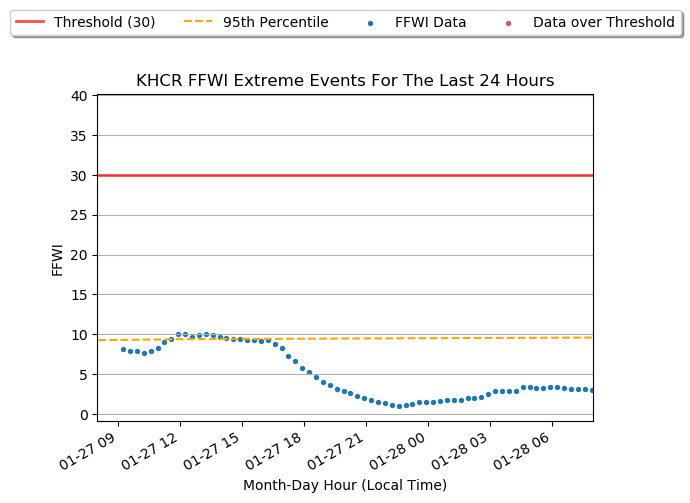 Threshold (30) 95th Percentile FFWI Data Data over Threshold
KHCR FFWI Extreme Events For The Last 24 Hours
40
35
30
25
20
15
10
5
0
FFWI
01-27 09 01-27 12 01-27 15 01-27 18 01-27 21 01-28 00 01-28 03 01-28 06
Month-Day Hour (Local Time)